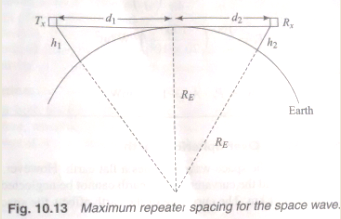 Tx d1 d2 Rx
h1 h2
RE
Earth
RE
Fig. 10.13 Maximum repeater spacing for the space wave.